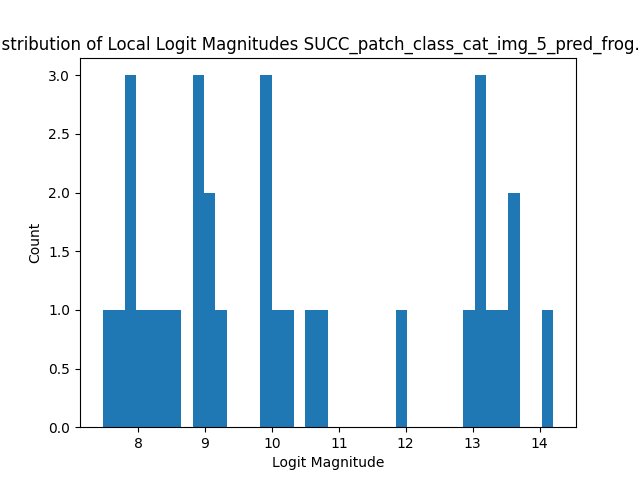 stribution of Local Logit Magnitudes SUCC_patch_class_cat_img_5_pred_frog.
3.0
2.5
2.0
1.5
1.0
0.5
0.0
Count
8 9 10 11 12 13 14
Logit Magnitude